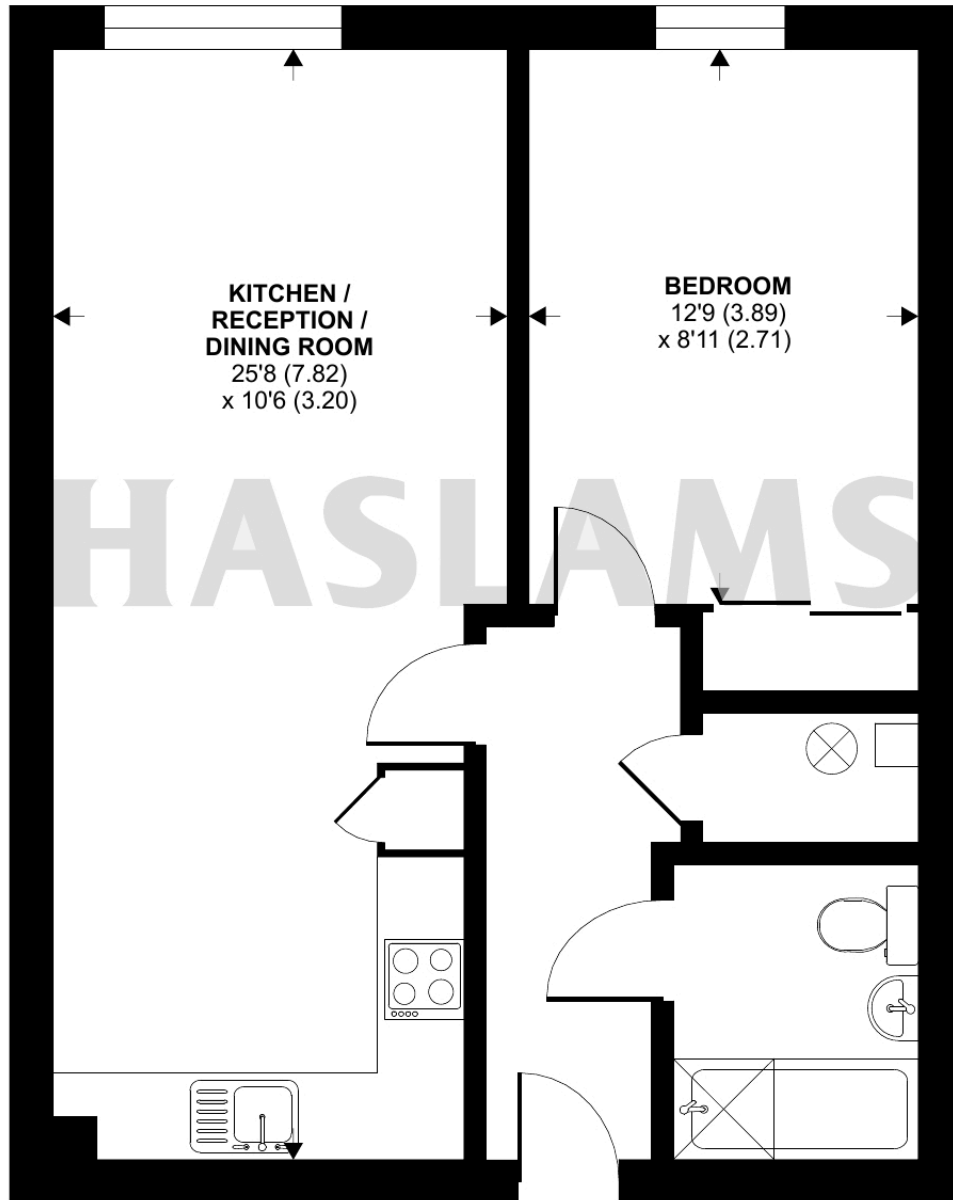 KITCHEN /
RECEPTION /
DINING ROOM
25'8 (7.82)
x 10'6 (3.20)
BEDROOM
12'9 (3.89)
x 8'11 (2.71)
HASLAMS